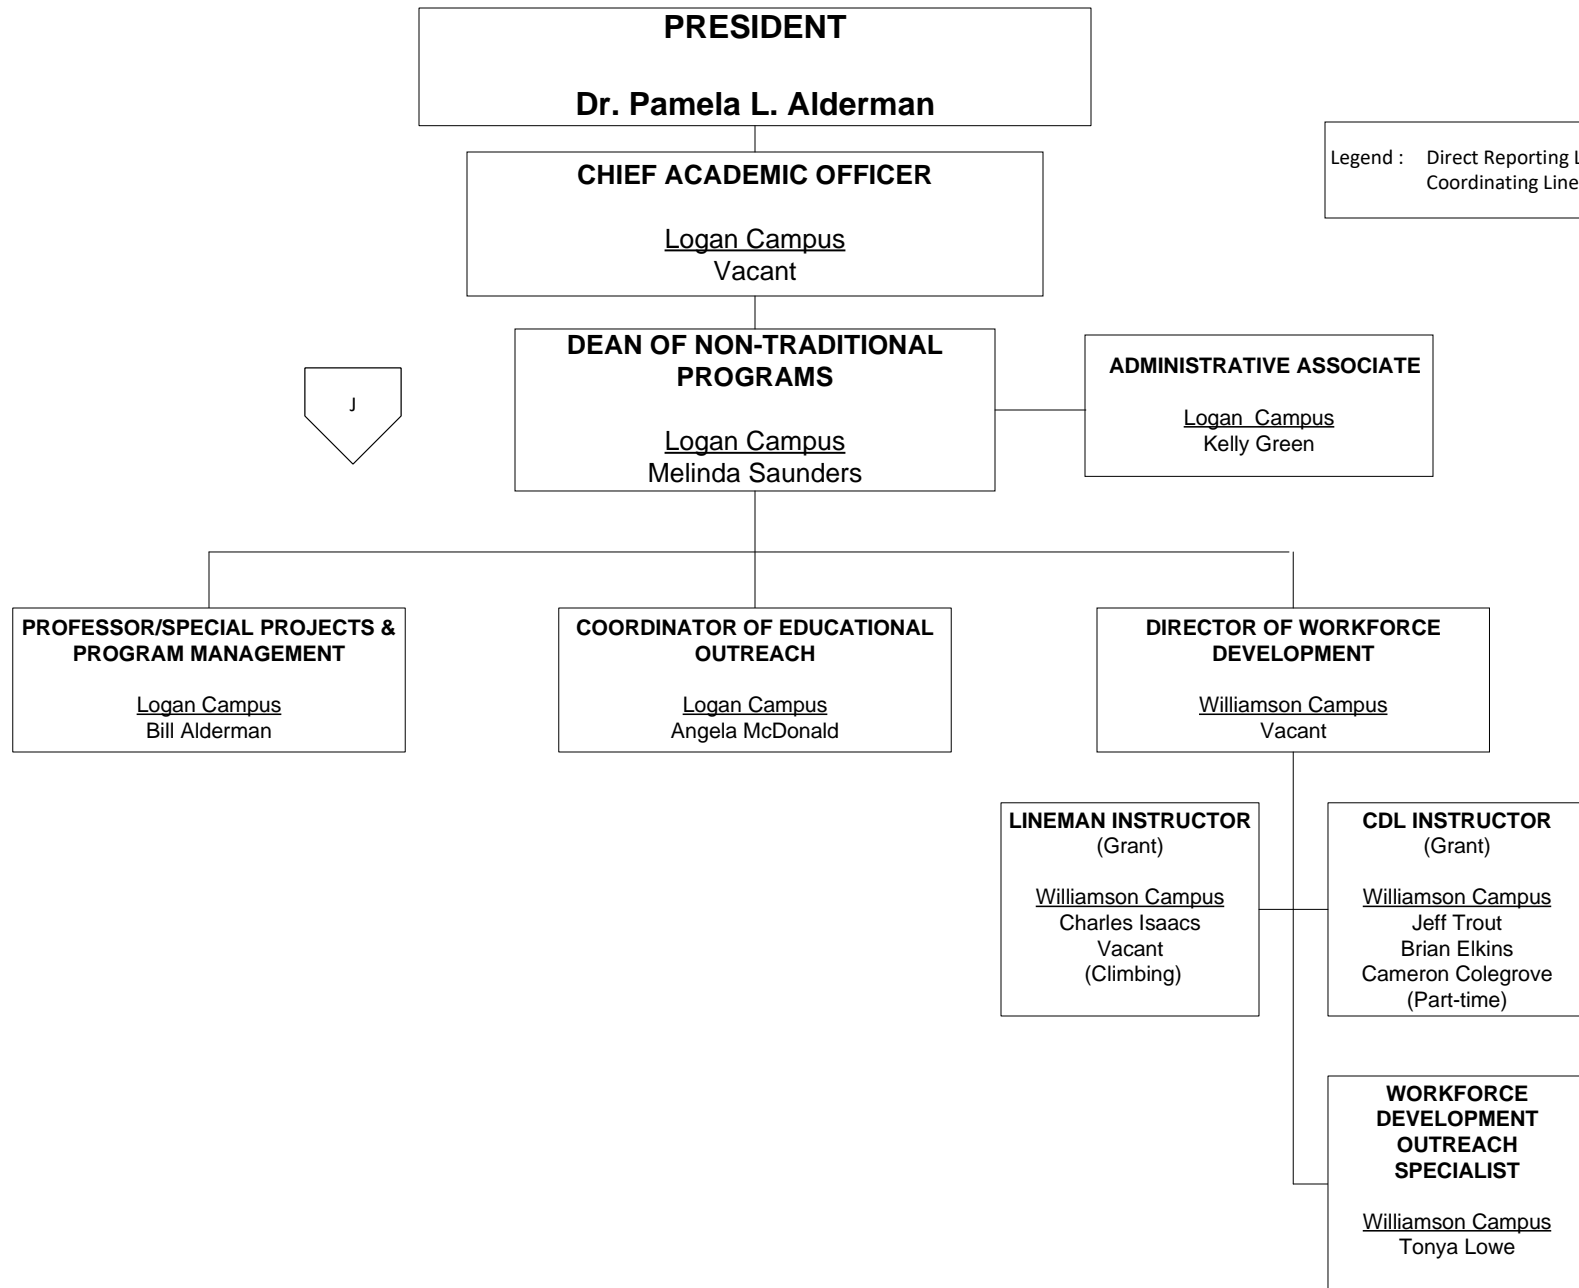 PRESIDENT
Dr. Pamela L. Alderman
Legend : Direct Reporting L
Coordinating Line
CHIEF ACADEMIC OFFICER
Logan Campus
Vacant
DEAN OF NON-TRADITIONAL
PROGRAMS
Logan Campus
Melinda Saunders
ADMINISTRATIVE ASSOCIATE
Logan Campus
Kelly Green
J
PROFESSOR/SPECIAL PROJECTS &
PROGRAM MANAGEMENT
Logan Campus
Bill Alderman
COORDINATOR OF EDUCATIONAL
OUTREACH
Logan Campus
Angela McDonald
DIRECTOR OF WORKFORCE
DEVELOPMENT
Williamson Campus
Vacant
LINEMAN INSTRUCTOR
(Grant)
Williamson Campus
Charles Isaacs
Vacant
(Climbing)
CDL INSTRUCTOR
(Grant)
Williamson Campus
Jeff Trout
Brian Elkins
Cameron Colegrove
(Part-time)
WORKFORCE
DEVELOPMENT
OUTREACH
SPECIALIST
Williamson Campus
Tonya Lowe